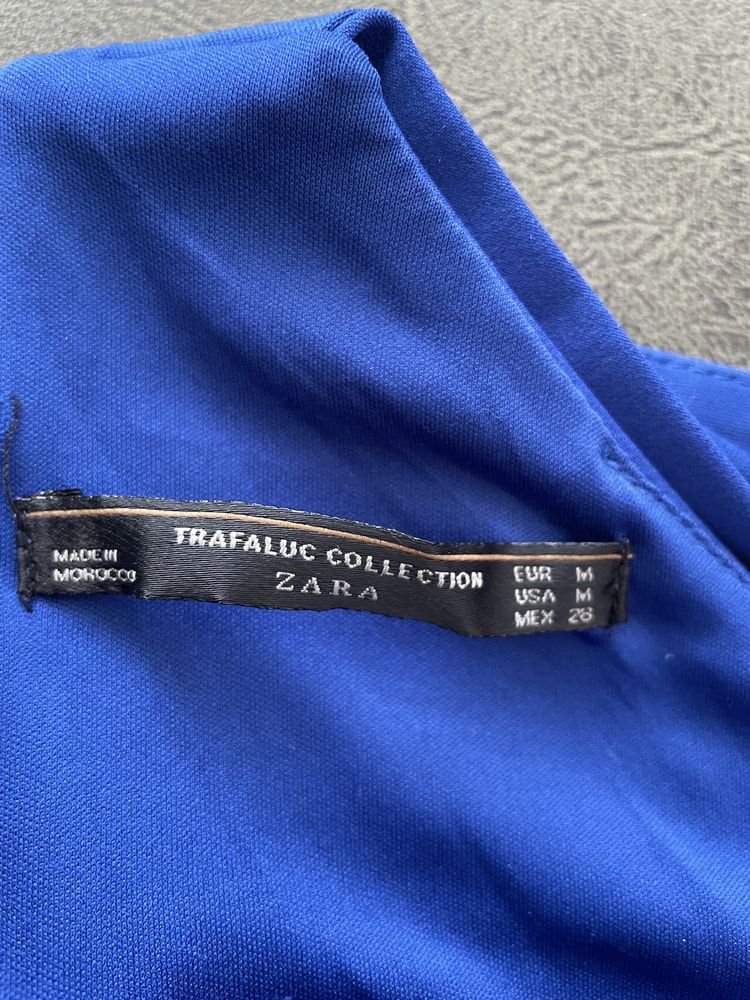 MADE IN
MOROCCO
TRAFALUC COLLECTION
ZARA
EUR M
USA M
MEX 28